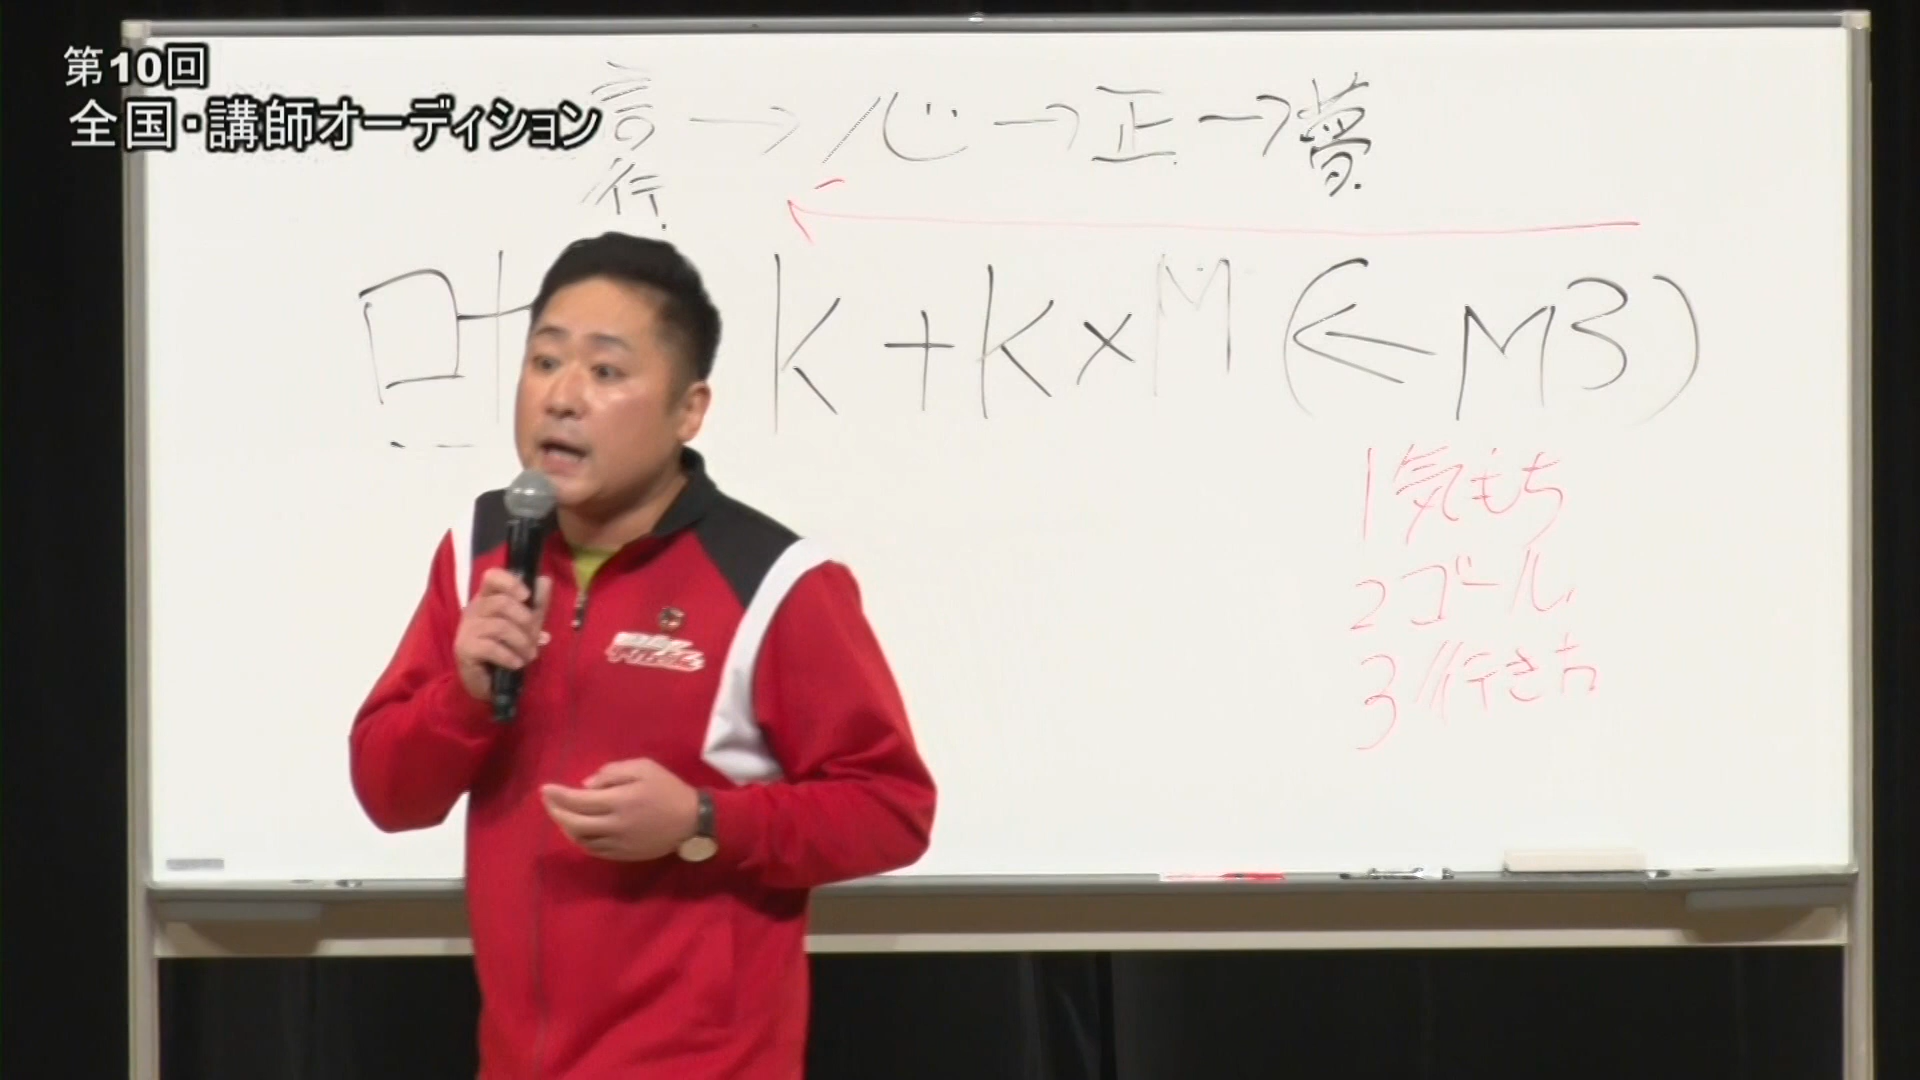 第10回
全国・講師オーディション
言→心→正→夢
行
K+K×M(←M3)
1気もち
2ゴール
3行き方